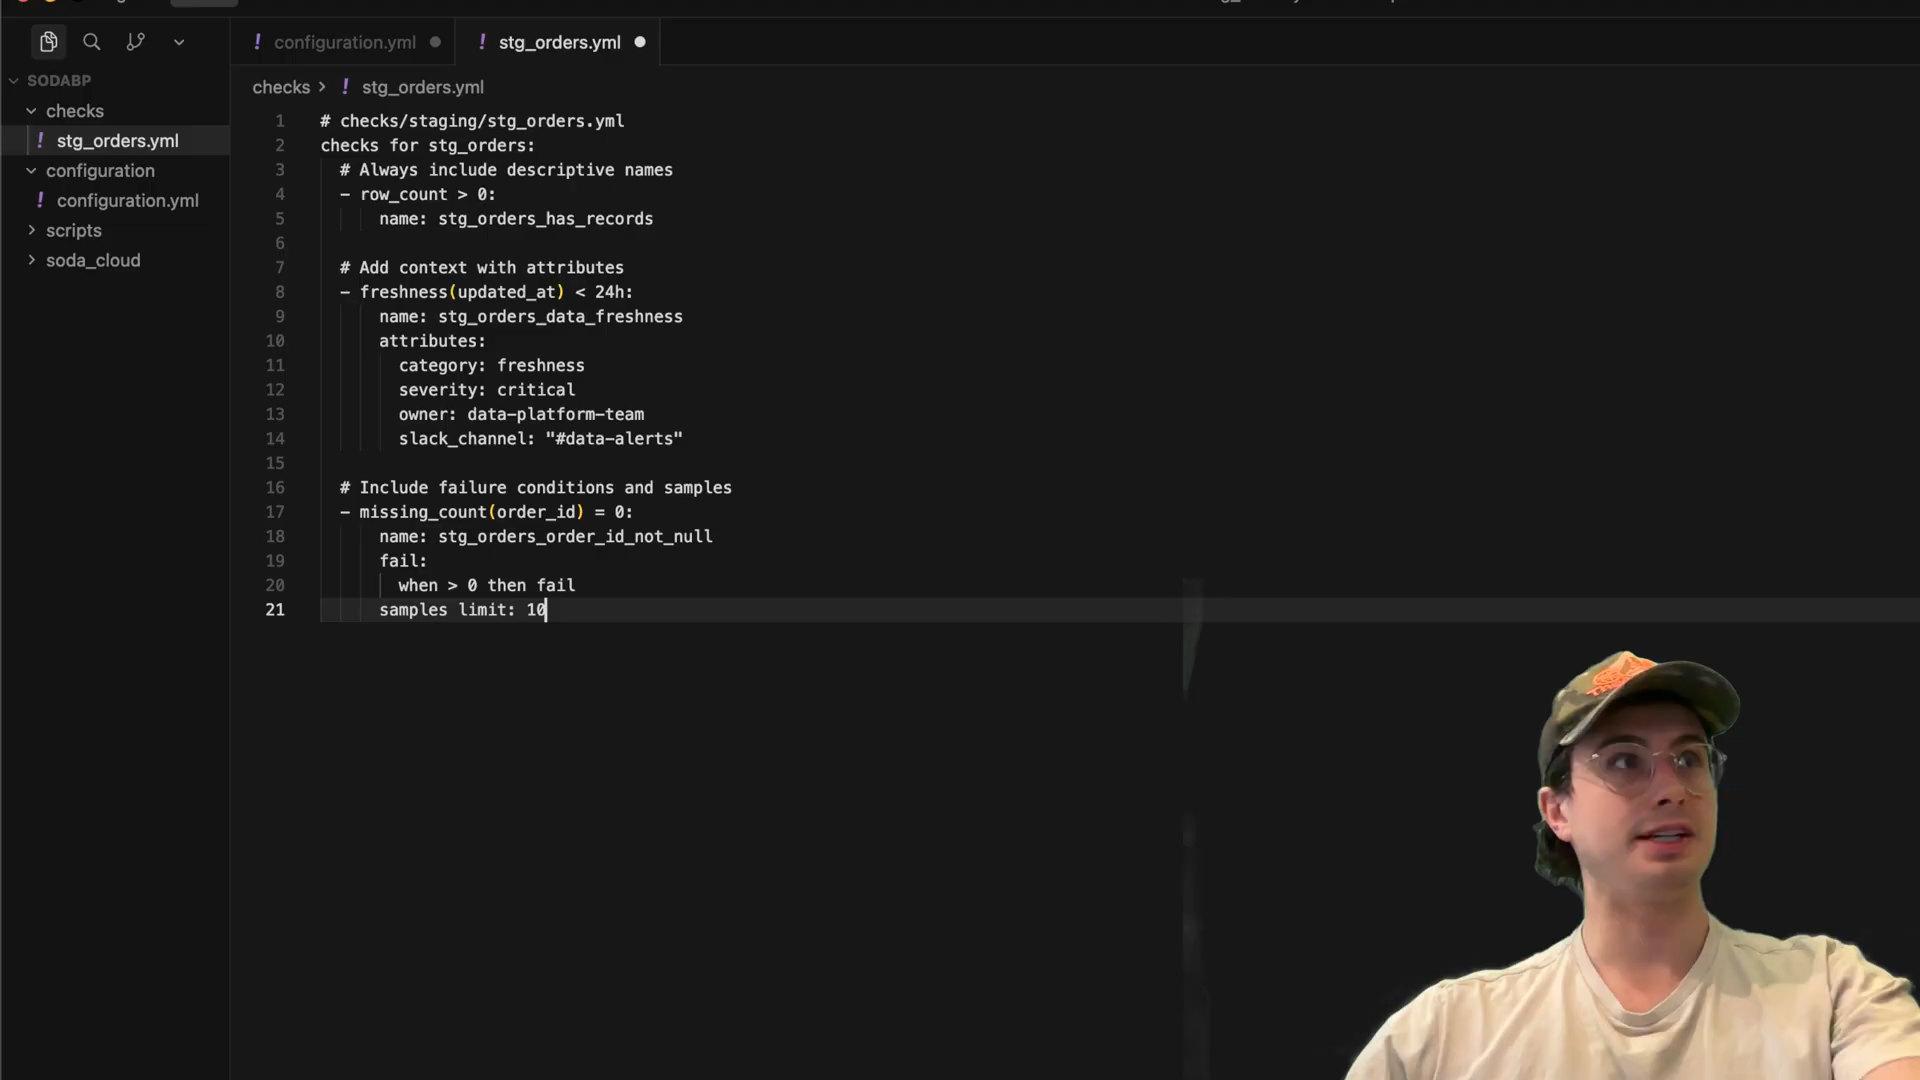 configuration.yml
stg_orders.yml
SODABP
checks
stg_orders.yml
configuration
configuration.yml
scripts
soda_cloud
checks > stg_orders.yml
1 # checks/staging/stg_orders.yml
2 checks for stg_orders:
3 # Always include descriptive names
4 - row_count > 0:
5 name: stg_orders_has_records
6
7 # Add context with attributes
8 - freshness(updated_at) < 24h:
9 name: stg_orders_data_freshness
10 attributes:
11 category: freshness
12 severity: critical
13 owner: data-platform-team
14 slack_channel: "#data-alerts"
15
16 # Include failure conditions and samples
17 - missing_count(order_id) = 0:
18 name: stg_orders_order_id_not_null
19 fail:
20 when > 0 then fail
21 samples limit: 10